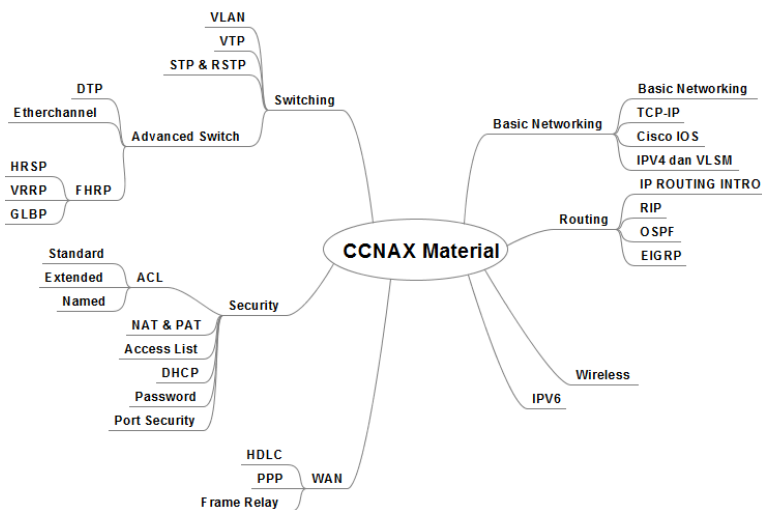 CCNAX Material
Switching
VLAN
VTP
STP & RSTP
Advanced Switch
DTP
Etherchannel
FHRP
HRSP
VRRP
GLBP
Security
ACL
Standard
Extended
Named
NAT & PAT
Access List
DHCP
Password
Port Security
WAN
HDLC
PPP
Frame Relay
Basic Networking
Basic Networking
TCP-IP
Cisco IOS
IPV4 dan VLSM
Routing
IP ROUTING INTRO
RIP
OSPF
EIGRP
Wireless
IPV6